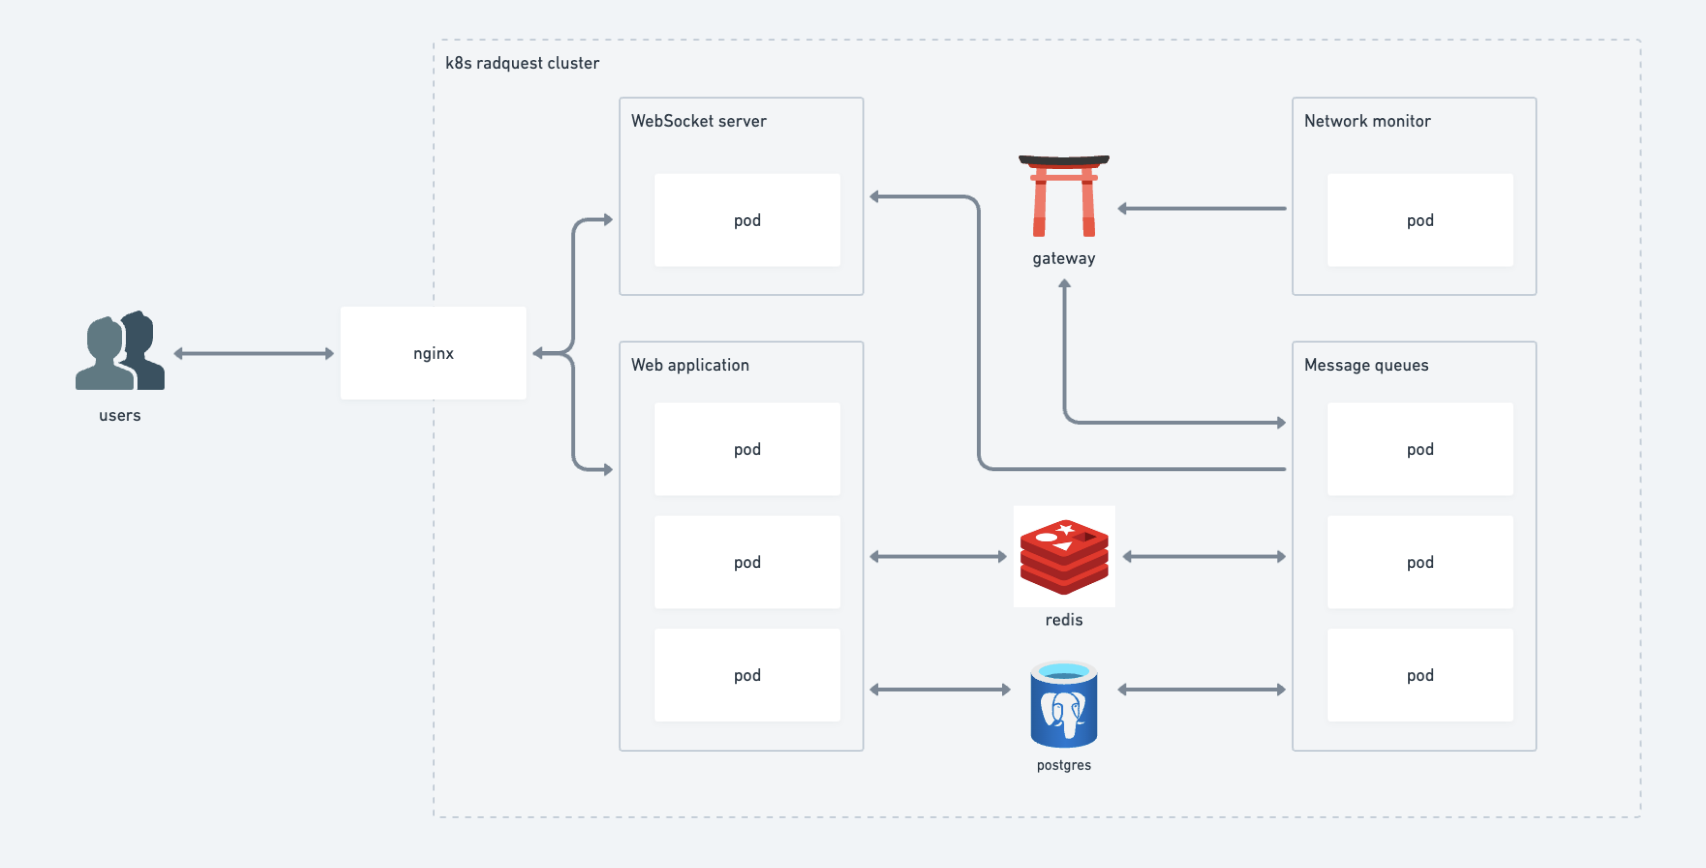 k8s radquest cluster
WebSocket server
pod
Network monitor
pod
gateway
users
nginx
Web application
pod
pod
pod
Message queues
pod
pod
pod
redis
postgres